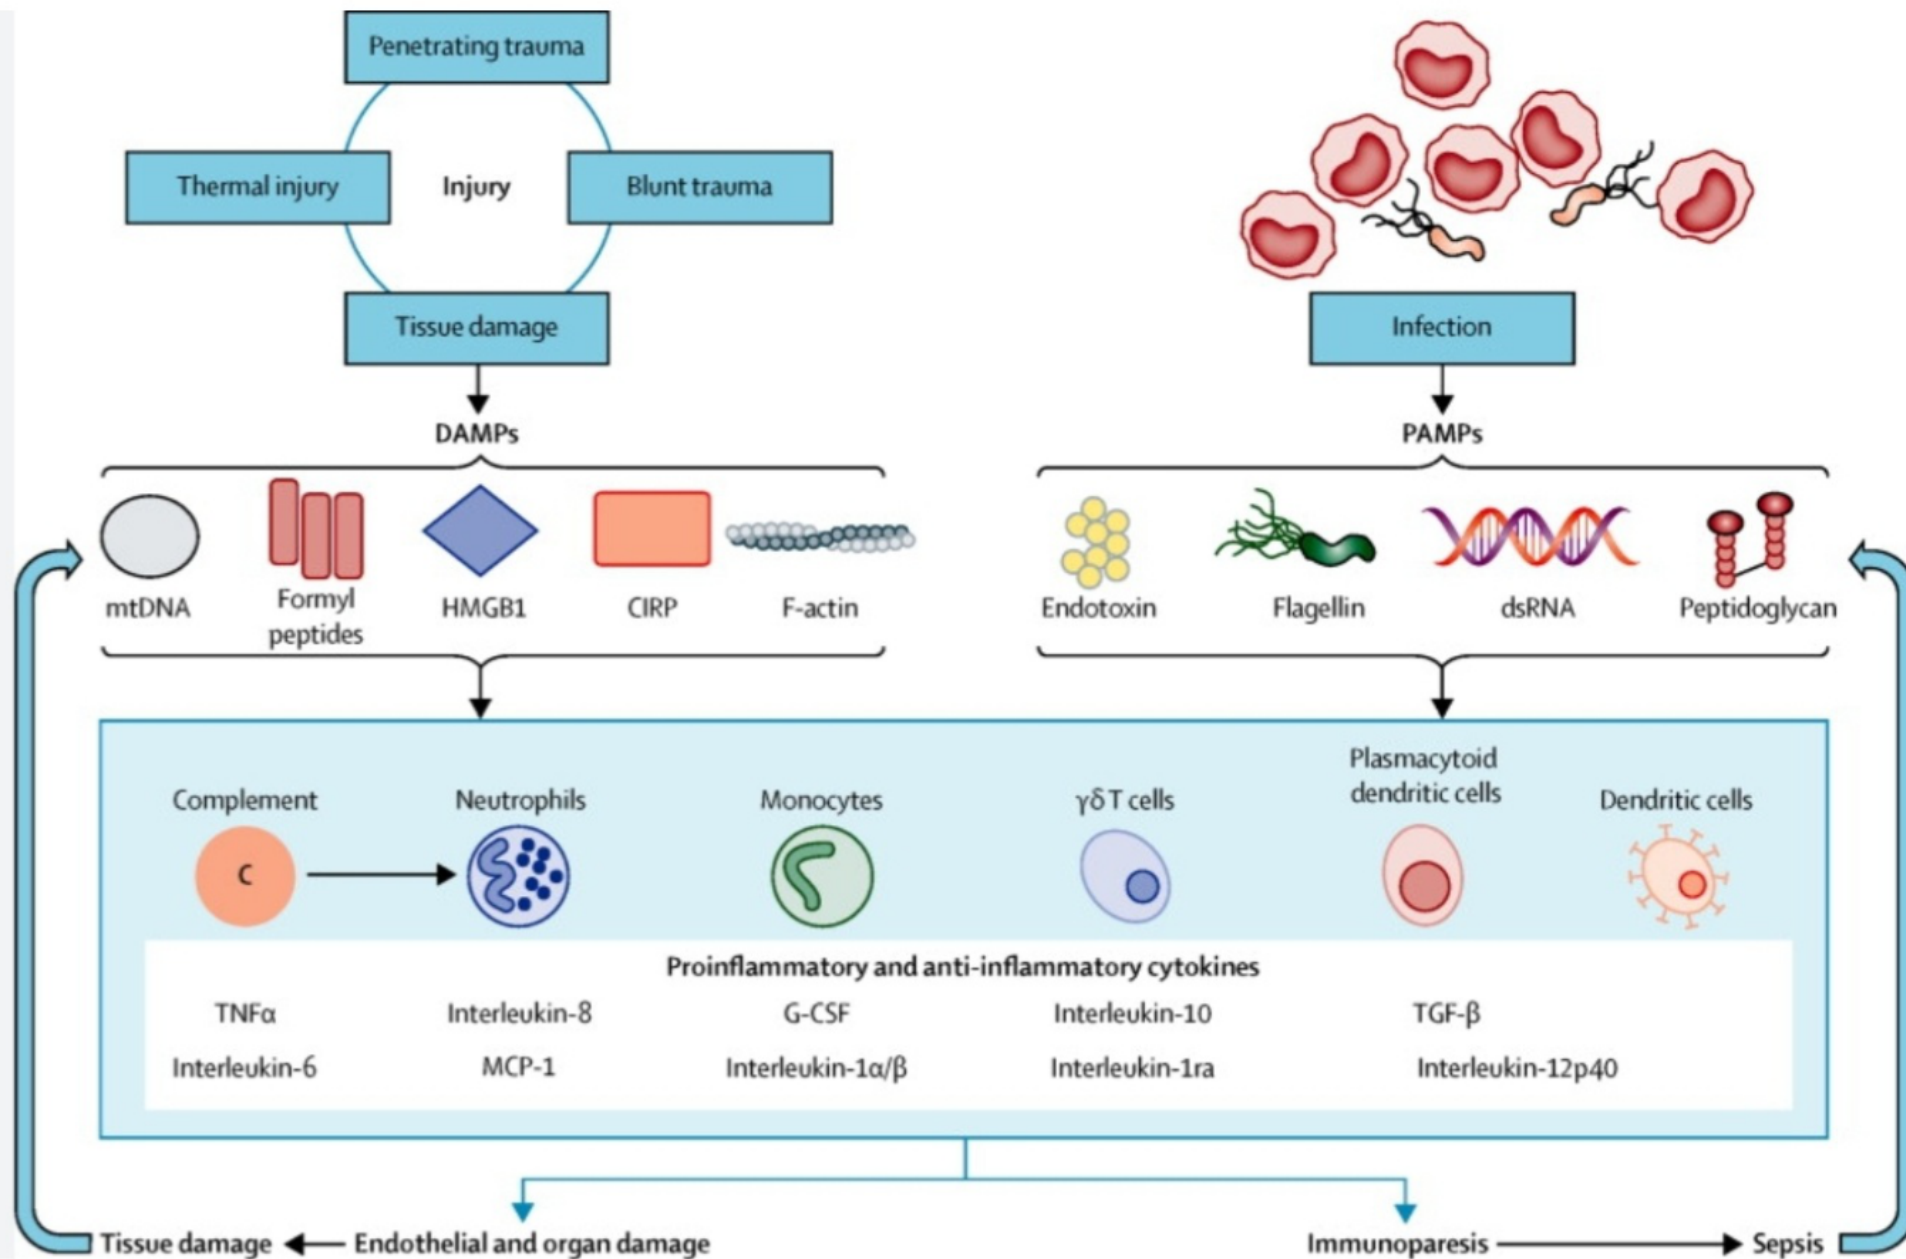 Penetrating trauma
Thermal injury
Injury
Blunt trauma
Tissue damage
Infection
DAMPs
PAMPs
mtDNA
Formyl
peptides
HMGB1
CIRP
F-actin
Endotoxin
Flagellin
dsRNA
Peptidoglycan
Complement
Neutrophils
Monocytes
γδ T cells
Plasmacytoid
dendritic cells
Dendritic cells
C
Proinflammatory and anti-inflammatory cytokines
TNFα
Interleukin-8
G-CSF
Interleukin-10
TGF-β
Interleukin-6
MCP-1
Interleukin-1α/β
Interleukin-1ra
Interleukin-12p40
Tissue damage
Endothelial and organ damage
Immunoparesis
Sepsis